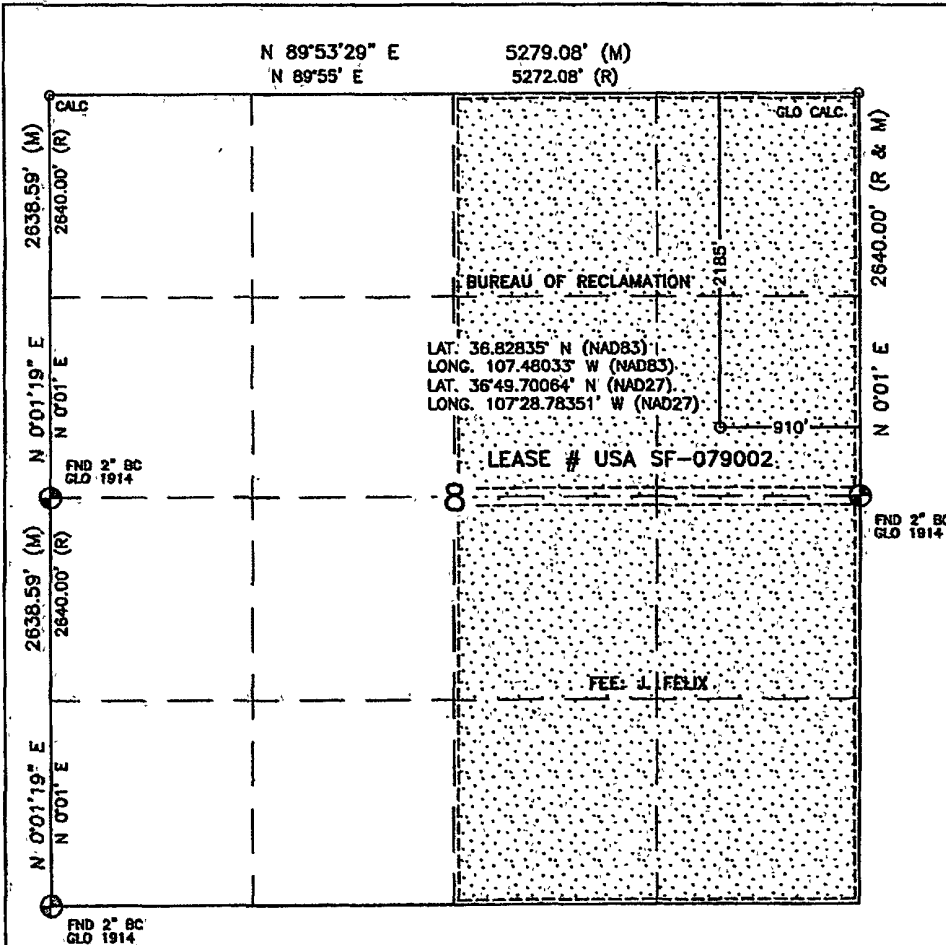 N 89°53'29" E 5279.08' (M)
N 89°55' E 5272.08' (R)
CALC
GLO CALC.
2638.59' (M)
2640.00' (R)
2640.00' (R & M)
2185'
BUREAU OF RECLAMATION
LAT. 36.82835° N (NAD83)
LONG. 107.48033° W (NAD83)
LAT. 36°49.70064' N (NAD27)
LONG. 107°28.78351' W (NAD27)
N 0°01'19" E
N 0°01' E
N 0°01' E
910'
LEASE # USA SF-079002
FND 2" BC
GLO 1914
8
FND 2" BC
GLO 1914
2638.59' (M)
2640.00' (R)
FEE: J. FELIX
N 0°01'19" E
N 0°01' E
FND 2" BC
GLO 1914